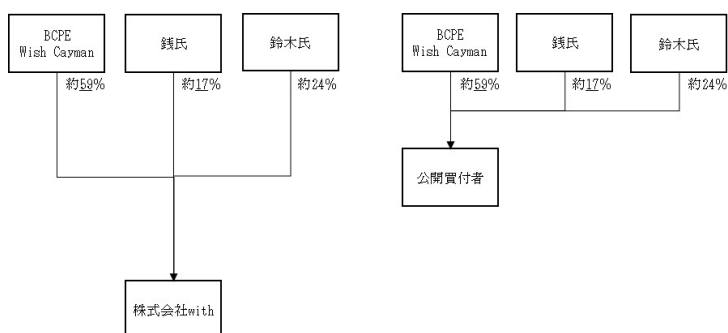 BCPE
Wish Cayman
銭氏
鈴木氏
約59%
約17%
約24%
株式会社with
BCPE
Wish Cayman
銭氏
鈴木氏
約59%
約17%
約24%
公開買付者